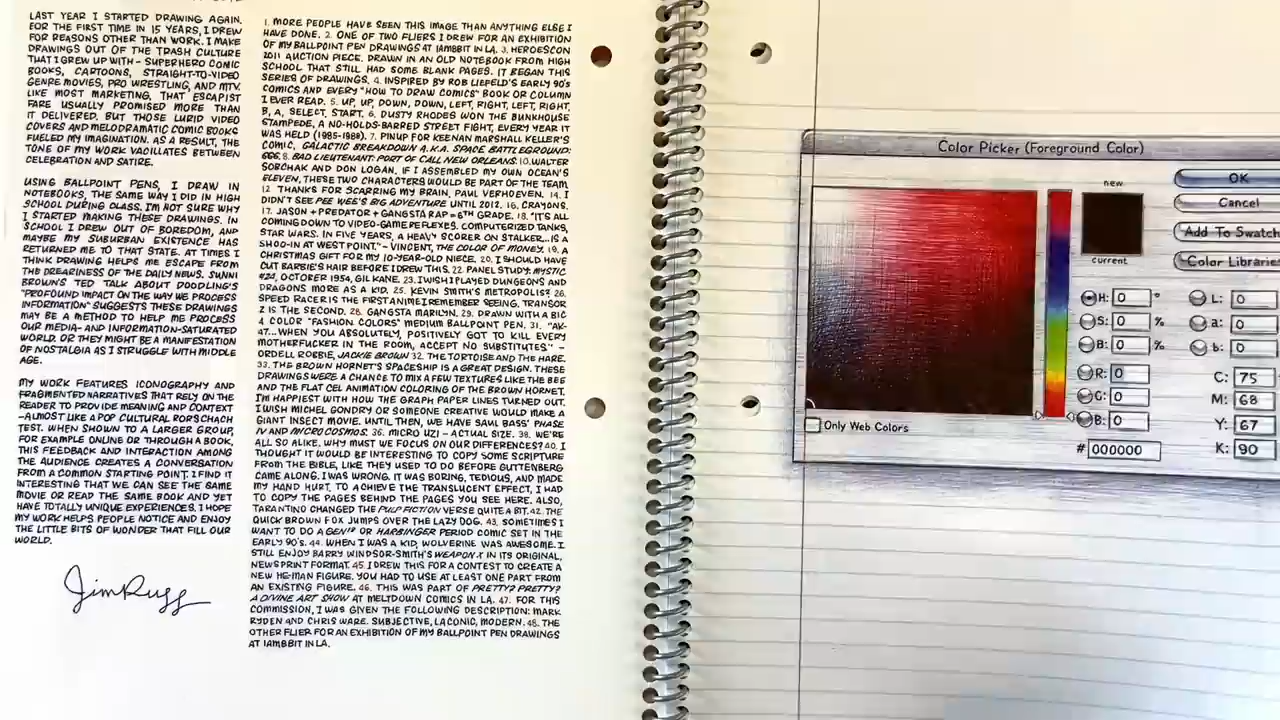 LAST YEAR I STARTED DRAWING AGAIN.
FOR THE FIRST TIME IN 15 YEARS, I DREW
FOR REASONS OTHER THAN WORK. I MAKE
DRAWINGS OUT OF THE TRASH CULTURE
THAT I GREW UP WITH – SUPERHERO COMIC
BOOKS, CARTOONS, STRAIGHT-TO-VIDEO
GENRE MOVIES, PRO WRESTLING, AND MTV.
LIKE MOST MARKETING, THAT ESCAPIST
FARE USUALLY PROMISED MORE THAN
IT DELIVERED. BUT THOSE LURID VIDEO
COVERS AND MELODRAMATIC COMIC BOOKS
FUELED MY IMAGINATION. AS A RESULT, THE
TONE OF MY WORK VACILLATES BETWEEN
CELEBRATION AND SATIRE.
USING BALLPOINT PENS, I DRAW IN
NOTEBOOKS, THE SAME WAY I DID IN HIGH
SCHOOL DURING CLASS. I'M NOT SURE WHY
I STARTED MAKING THESE DRAWINGS. IN
SCHOOL I DREW OUT OF BOREDOM, AND
MAYBE MY SUBURBAN EXISTENCE HAS
RETURNED ME TO THAT STATE. AT TIMES I
THINK DRAWING HELPS ME ESCAPE FROM
THE DREARINESS OF THE DAILY NEWS. SUNNI
BROWN'S TED TALK ABOUT DOODLING'S
"PROFOUND IMPACT ON THE WAY WE PROCESS
INFORMATION" SUGGESTS THESE DRAWINGS
MAY BE A METHOD TO HELP ME PROCESS
OUR MEDIA- AND INFORMATION-SATURATED
WORLD. OR THEY MIGHT BE A MANIFESTATION
OF NOSTALGIA AS I STRUGGLE WITH MIDDLE
AGE.
MY WORK FEATURES ICONOGRAPHY AND
FRAGMENTED NARRATIVES THAT RELY ON THE
READER TO PROVIDE MEANING AND CONTEXT
–ALMOST LIKE A POP CULTURAL RORSCHACH
TEST. WHEN SHOWN TO A LARGER GROUP,
FOR EXAMPLE ONLINE OR THROUGH A BOOK,
THIS FEEDBACK AND INTERACTION AMONG
THE AUDIENCE CREATES A CONVERSATION
FROM A COMMON STARTING POINT. I FIND IT
INTERESTING THAT WE CAN SEE THE SAME
MOVIE OR READ THE SAME BOOK AND YET
HAVE TOTALLY UNIQUE EXPERIENCES. I HOPE
MY WORK HELPS PEOPLE NOTICE AND ENJOY
THE LITTLE BITS OF WONDER THAT FILL OUR
WORLD.
Jim Rugg
1. MORE PEOPLE HAVE SEEN THIS IMAGE THAN ANYTHING ELSE I
HAVE DONE. 2. ONE OF TWO FLIERS I DREW FOR AN EXHIBITION
OF MY BALLPOINT PEN DRAWINGS AT IAM8BIT IN LA. 3. HEROESCON
2011 AUCTION PIECE. DRAWN IN AN OLD NOTEBOOK FROM HIGH
SCHOOL THAT STILL HAD SOME BLANK PAGES. IT BEGAN THIS
SERIES OF DRAWINGS. 4. INSPIRED BY ROB LIEFELD'S EARLY 90's
COMICS AND EVERY "HOW TO DRAW COMICS" BOOK OR COLUMN
I EVER READ. 5. UP, UP, DOWN, DOWN, LEFT, RIGHT, LEFT, RIGHT,
B, A, SELECT, START. 6. DUSTY RHODES WON THE BUNKHOUSE
STAMPEDE, A NO-HOLDS-BARRED STREET FIGHT, EVERY YEAR IT
WAS HELD (1985-1988). 7. PINUP FOR KEENAN MARSHALL KELLER'S
COMIC, GALACTIC BREAKDOWN A.K.A. SPACE BATTLEGROUND:
666. 8. BAD LIEUTENANT: PORT OF CALL NEW ORLEANS. 10. WALTER
SORCHAK AND DON LOGAN. IF I ASSEMBLED MY OWN OCEAN'S
ELEVEN, THESE TWO CHARACTERS WOULD BE PART OF THE TEAM.
12. THANKS FOR SCARRING MY BRAIN, PAUL VERHOEVEN. 14. I
DIDN'T SEE PEE WEE'S BIG ADVENTURE UNTIL 2012. 16. CRAYONS.
17. JASON + PREDATOR + GANGSTA RAP = 6TH GRADE. 18. "IT'S ALL
COMING DOWN TO VIDEO-GAME REFLEXES. COMPUTERIZED TANKS,
STAR WARS. IN FIVE YEARS, A HEAVY SCORER ON STALKER...IS A
SHOO-IN AT WEST POINT." – VINCENT, THE COLOR OF MONEY. 19. A
CHRISTMAS GIFT FOR MY 10-YEAR-OLD NIECE. 20. I SHOULD HAVE
CUT BARBIE'S HAIR BEFORE I DREW THIS. 22. PANEL STUDY: MYSTIC
#24, OCTOBER 1954, GIL KANE. 23. I WISH I PLAYED DUNGEONS AND
DRAGONS MORE AS A KID. 25. KEVIN SMITH'S METROPOLIS? 26.
SPEED RACER IS THE FIRST ANIME I REMEMBER SEEING, TRANSOR
Z IS THE SECOND. 28. GANGSTA MARILYN. 29. DRAWN WITH A BIC
4 COLOR "FASHION COLORS" MEDIUM BALLPOINT PEN. 31. "AK-
47... WHEN YOU ABSOLUTELY, POSITIVELY GOT TO KILL EVERY
MOTHERFUCKER IN THE ROOM, ACCEPT NO SUBSTITUTES." –
ORDELL ROBBIE, JACKIE BROWN 32. THE TORTOISE AND THE HARE.
33. THE BROWN HORNET'S SPACESHIP IS A GREAT DESIGN. THESE
DRAWINGS WERE A CHANCE TO MIX A FEW TEXTURES LIKE THE BEE
AND THE FLAT CEL ANIMATION COLORING OF THE BROWN HORNET.
I'M HAPPIEST WITH HOW THE GRAPH PAPER LINES TURNED OUT.
I WISH MICHEL GONDRY OR SOMEONE CREATIVE WOULD MAKE A
GIANT INSECT MOVIE. UNTIL THEN, WE HAVE SAUL BASS' PHASE
IV AND MICROCOSMOS. 36. MICRO UZI – ACTUAL SIZE. 38. WE'RE
ALL SO ALIKE. WHY MUST WE FOCUS ON OUR DIFFERENCES? 40. I
THOUGHT IT WOULD BE INTERESTING TO COPY SOME SCRIPTURE
FROM THE BIBLE, LIKE THEY USED TO DO BEFORE GUTTENBERG
CAME ALONG. I WAS WRONG. IT WAS BORING, TEDIOUS, AND MADE
MY HAND HURT. TO ACHIEVE THE TRANSLUCENT EFFECT, I HAD
TO COPY THE PAGES BEHIND THE PAGES YOU SEE HERE. ALSO,
TARANTINO CHANGED THE PULP FICTION VERSE QUITE A BIT. 42. THE
QUICK BROWN FOX JUMPS OVER THE LAZY DOG. 43. SOMETIMES I
WANT TO DO A GEN13 OR HARBINGER PERIOD COMIC SET IN THE
EARLY 90's. 44. WHEN I WAS A KID, WOLVERINE WAS AWESOME. I
STILL ENJOY BARRY WINDSOR-SMITH'S WEAPON X IN ITS ORIGINAL,
NEWSPRINT FORMAT. 45. I DREW THIS FOR A CONTEST TO CREATE A
NEW HE-MAN FIGURE. YOU HAD TO USE AT LEAST ONE PART FROM
AN EXISTING FIGURE. 46. THIS WAS PART OF PRETTY? PRETTY?
A DIVINE ART SHOW AT MELTDOWN COMICS IN LA. 47. FOR THIS
COMMISSION, I WAS GIVEN THE FOLLOWING DESCRIPTION: MARK
RYDEN AND CHRIS WARE. SUBJECTIVE, LACONIC, MODERN. 48. THE
OTHER FLIER FOR AN EXHIBITION OF MY BALLPOINT PEN DRAWINGS
AT IAM8BIT IN LA.
Color Picker (Foreground Color)
new
current
OK
Cancel
Add To Swatch
Color Libraries
H: 0 °
S: 0 %
B: 0 %
R: 0
G: 0
B: 0
L: 0
a: 0
b: 0
C: 75
M: 68
Y: 67
K: 90
Only Web Colors
# 000000